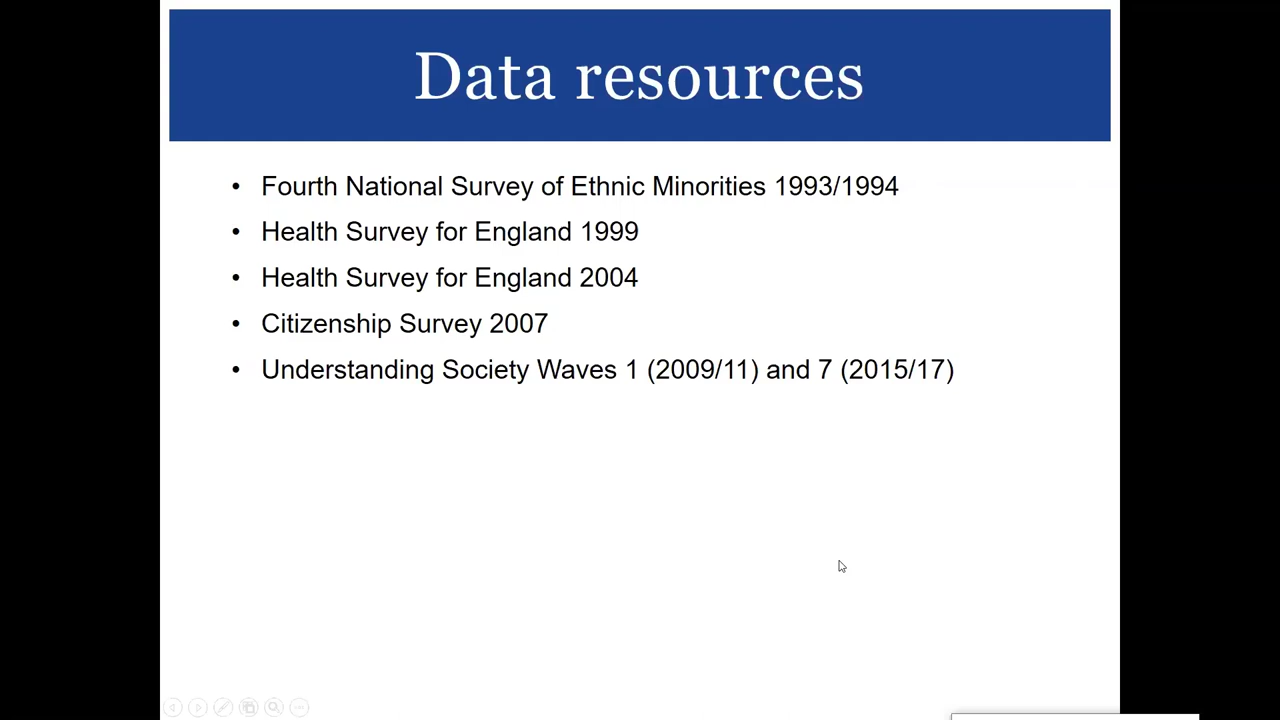 Data resources
• Fourth National Survey of Ethnic Minorities 1993/1994
• Health Survey for England 1999
• Health Survey for England 2004
• Citizenship Survey 2007
• Understanding Society Waves 1 (2009/11) and 7 (2015/17)